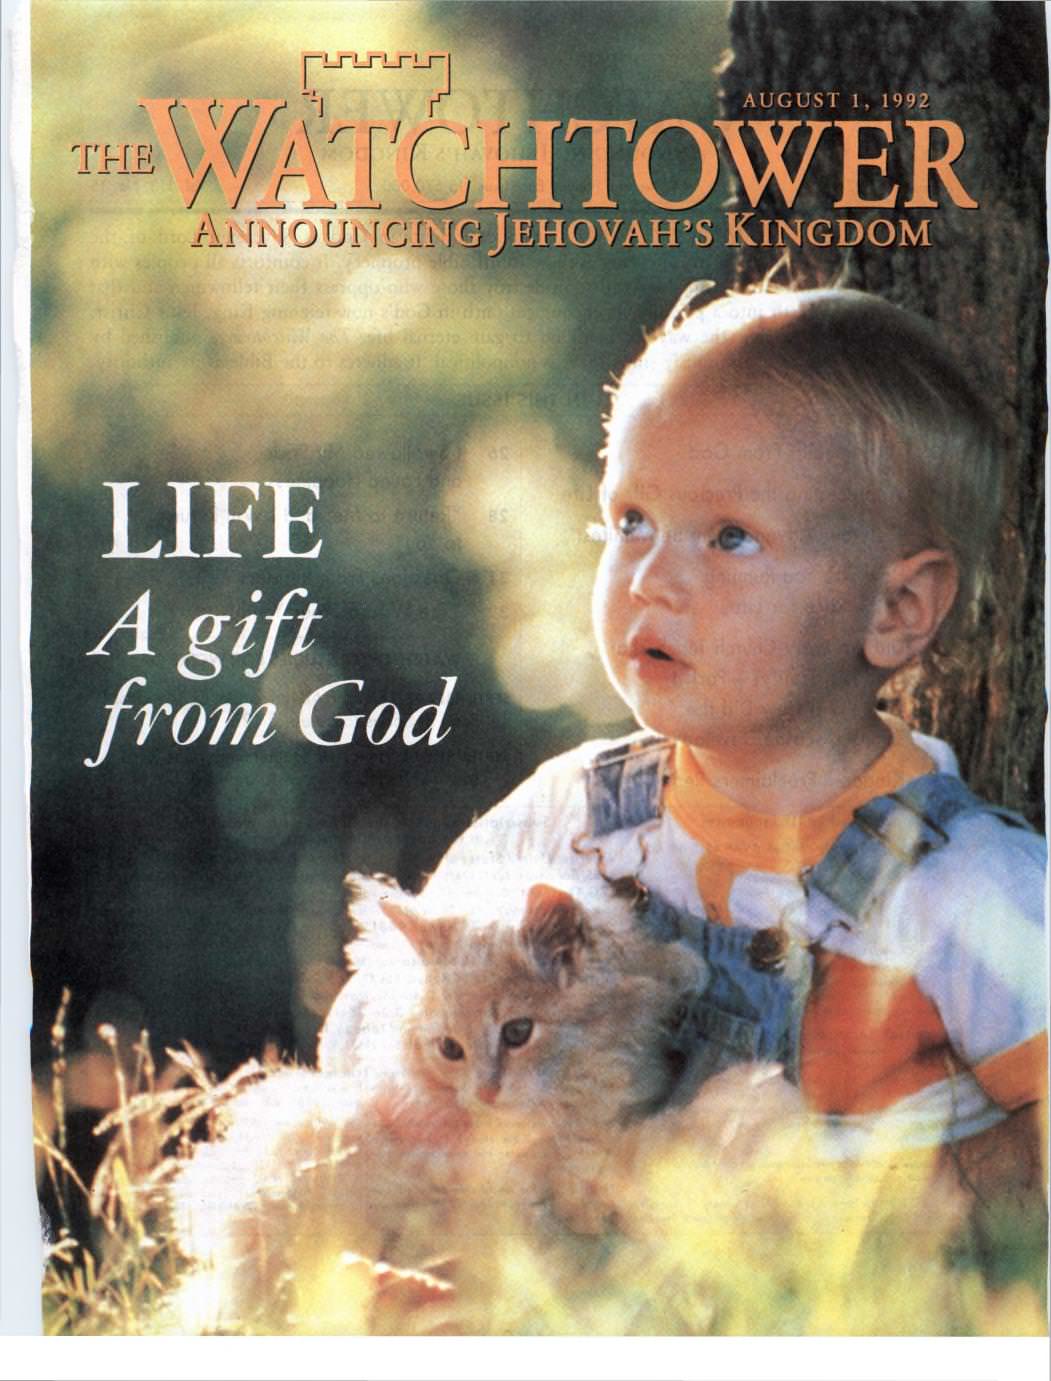 AUGUST 1, 1992
THE WATCHTOWER
ANNOUNCING JEHOVAH'S KINGDOM
LIFE
A gift
from God